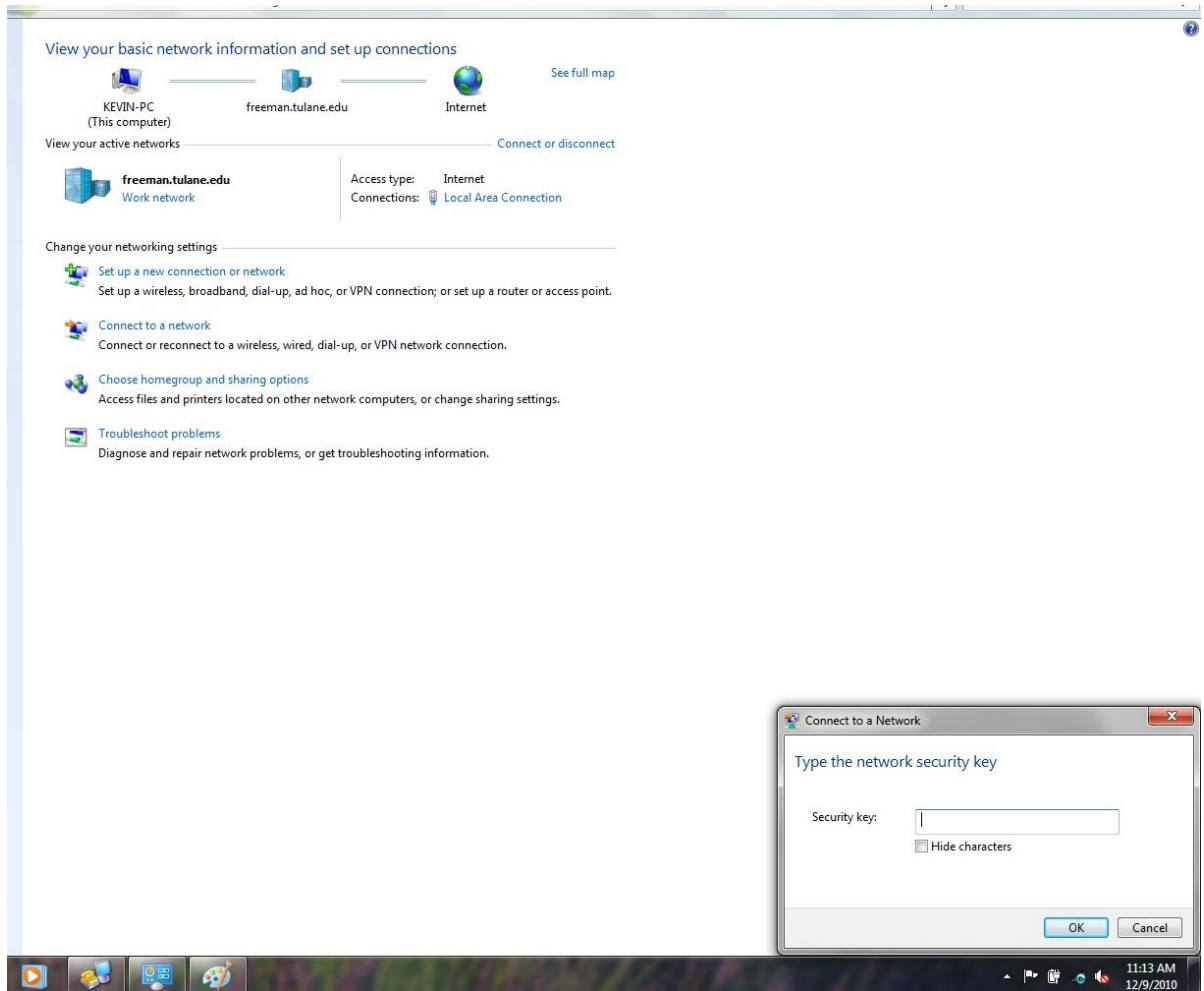 View your basic network information and set up connections
See full map
KEVIN-PC
(This computer)
freeman.tulane.edu
Internet
View your active networks
Connect or disconnect
freeman.tulane.edu
Work network
Access type: Internet
Connections: Local Area Connection
Change your networking settings
Set up a new connection or network
Set up a wireless, broadband, dial-up, ad hoc, or VPN connection; or set up a router or access point.
Connect to a network
Connect or reconnect to a wireless, wired, dial-up, or VPN network connection.
Choose homegroup and sharing options
Access files and printers located on other network computers, or change sharing settings.
Troubleshoot problems
Diagnose and repair network problems, or get troubleshooting information.
Connect to a Network
Type the network security key
Security key:
Hide characters
OK Cancel
11:13 AM
12/9/2010